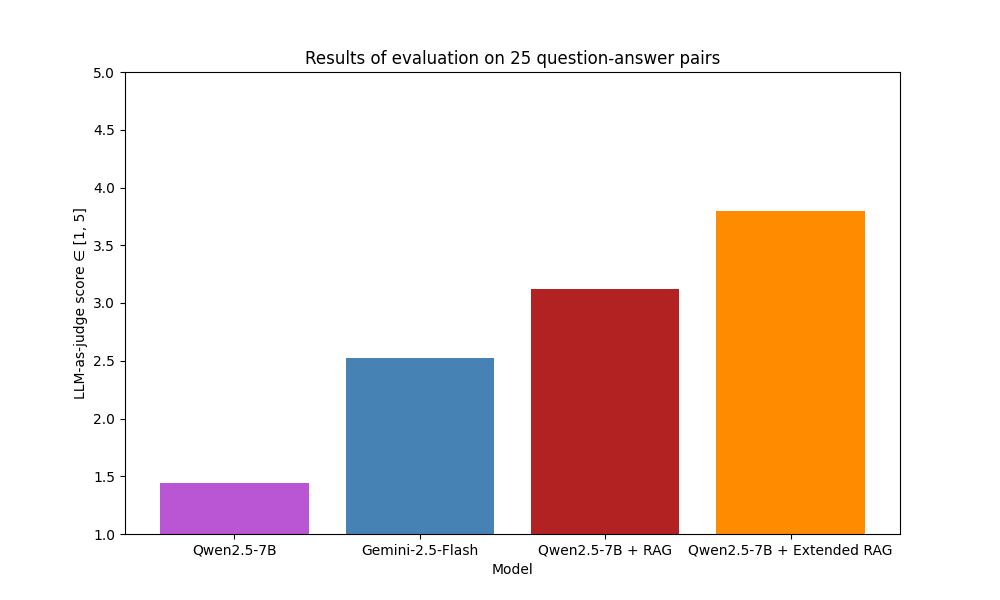 Results of evaluation on 25 question-answer pairs
5.0
4.5
4.0
3.5
3.0
2.5
2.0
1.5
1.0
LLM-as-judge score ∈ [1, 5]
Qwen2.5-7B
Gemini-2.5-Flash
Qwen2.5-7B + RAG
Qwen2.5-7B + Extended RAG
Model